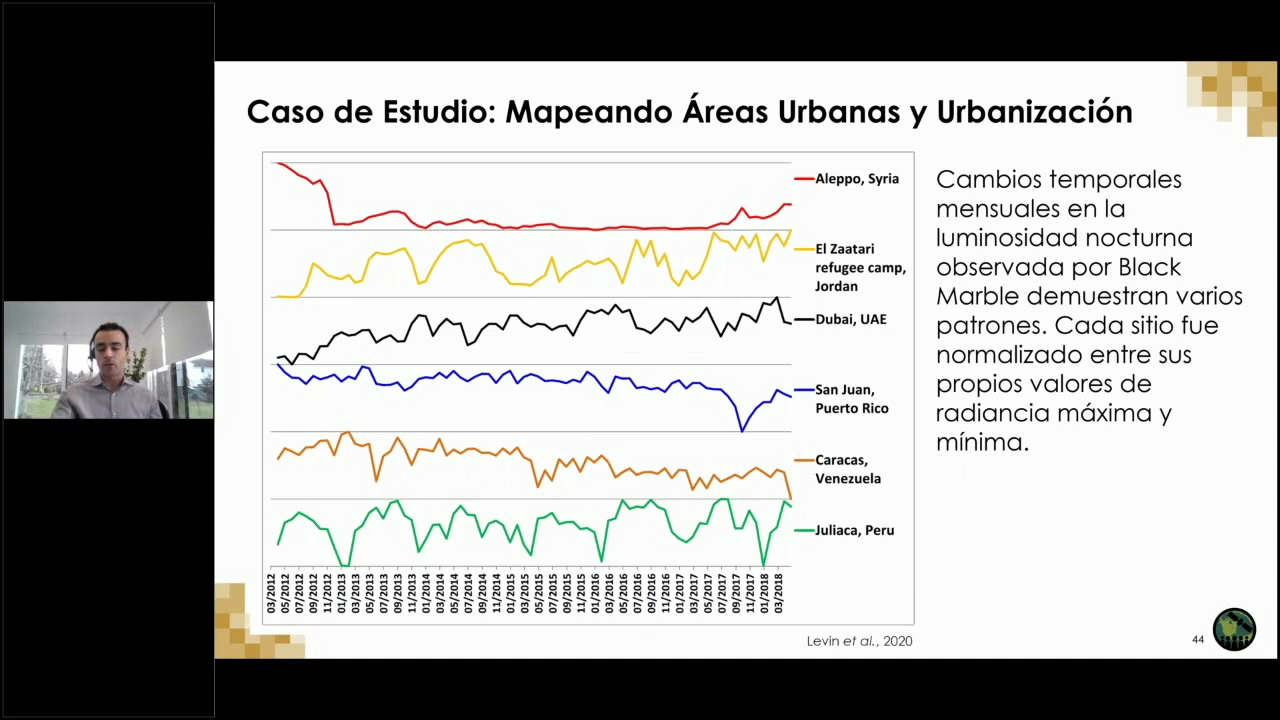 Caso de Estudio: Mapeando Áreas Urbanas y Urbanización
Aleppo, Syria
El Zaatari
refugee camp,
Jordan
Dubai, UAE
San Juan,
Puerto Rico
Caracas,
Venezuela
Juliaca, Peru
03/2012
05/2012
07/2012
09/2012
11/2012
01/2013
03/2013
05/2013
07/2013
09/2013
11/2013
01/2014
03/2014
05/2014
07/2014
09/2014
11/2014
01/2015
03/2015
05/2015
07/2015
09/2015
11/2015
01/2016
03/2016
05/2016
07/2016
09/2016
11/2016
01/2017
03/2017
05/2017
07/2017
09/2017
11/2017
01/2018
03/2018
Cambios temporales
mensuales en la
luminosidad nocturna
observada por Black
Marble demuestran varios
patrones. Cada sitio fue
normalizado entre sus
propios valores de
radiancia máxima y
mínima.
Levin et al., 2020
44